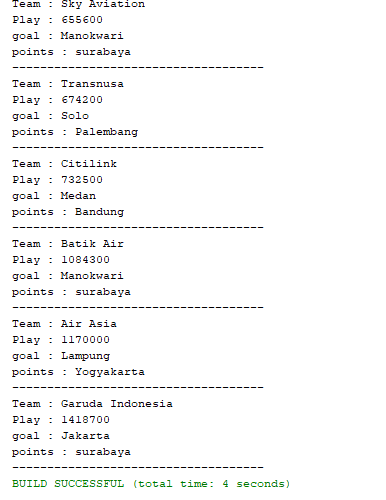 Team : Sky Aviation
Play : 655600
goal : Manokwari
points : surabaya
------------------------------------
Team : Transnusa
Play : 674200
goal : Solo
points : Palembang
------------------------------------
Team : Citilink
Play : 732500
goal : Medan
points : Bandung
------------------------------------
Team : Batik Air
Play : 1084300
goal : Manokwari
points : surabaya
------------------------------------
Team : Air Asia
Play : 1170000
goal : Lampung
points : Yogyakarta
------------------------------------
Team : Garuda Indonesia
Play : 1418700
goal : Jakarta
points : surabaya
------------------------------------
BUILD SUCCESSFUL (total time: 4 seconds)